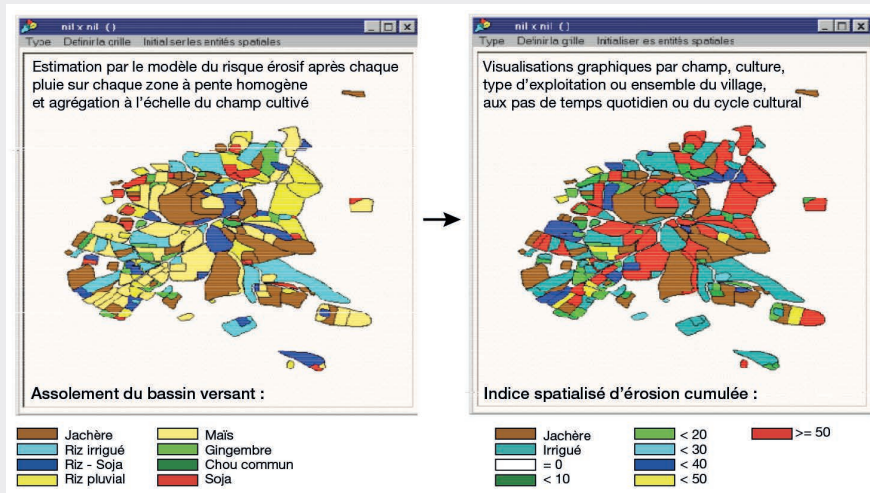 nil x nil ()
Type Definir la crille Initial ser les entités spatiales
Estimation par le modèle du risque érosif après chaque
pluie sur chaque zone à pente homogène
et agrégation à l'échelle du champ cultivé
Assolement du bassin versant :
Jachère
Riz irrigué
Riz - Soja
Riz pluvial
Maïs
Gingembre
Chou commun
Soja
nil x nil ()
Type Definir la grille Initialiser es entités spatiales
Visualisations graphiques par champ, culture,
type d'exploitation ou ensemble du village,
aux pas de temps quotidien ou du cycle cultural
Indice spatialisé d'érosion cumulée :
Jachère
Irrigué
= 0
< 10
< 20
< 30
< 40
< 50
>= 50